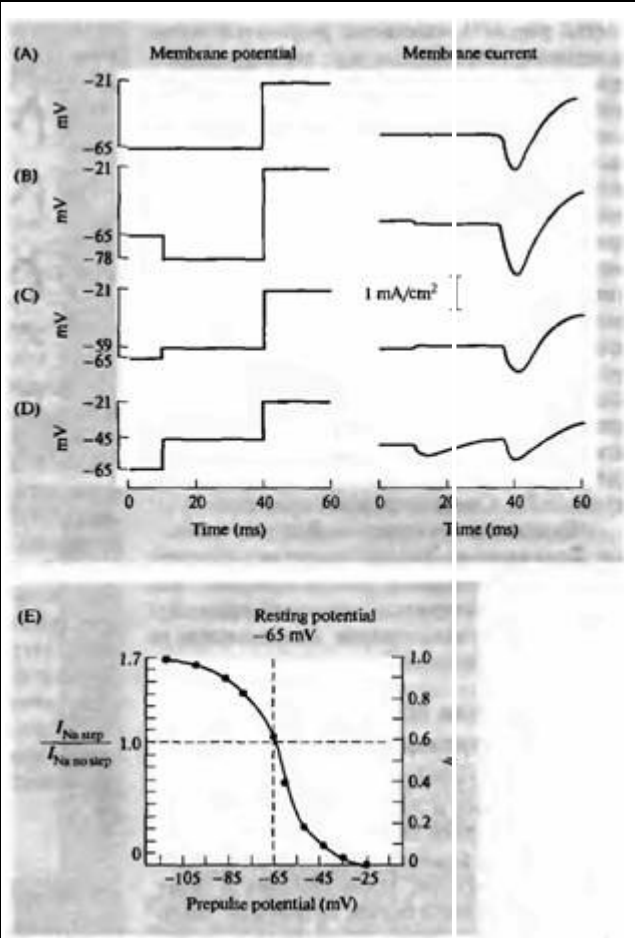 (A)
Membrane potential
Membrane current
−21
mV
−65
(B)
−21
mV
−65
−78
(C)
−21
mV
−59
−65
1 mA/cm²
(D)
−21
mV
−45
−65
0 20 40 60
Time (ms)
0 20 40 60
Time (ms)
(E)
Resting potential
−65 mV
1.7
1.0
0
I Na step
I Na no step
1.0
0.8
0.6
0.4
0.2
0
−105 −85 −65 −45 −25
Prepulse potential (mV)